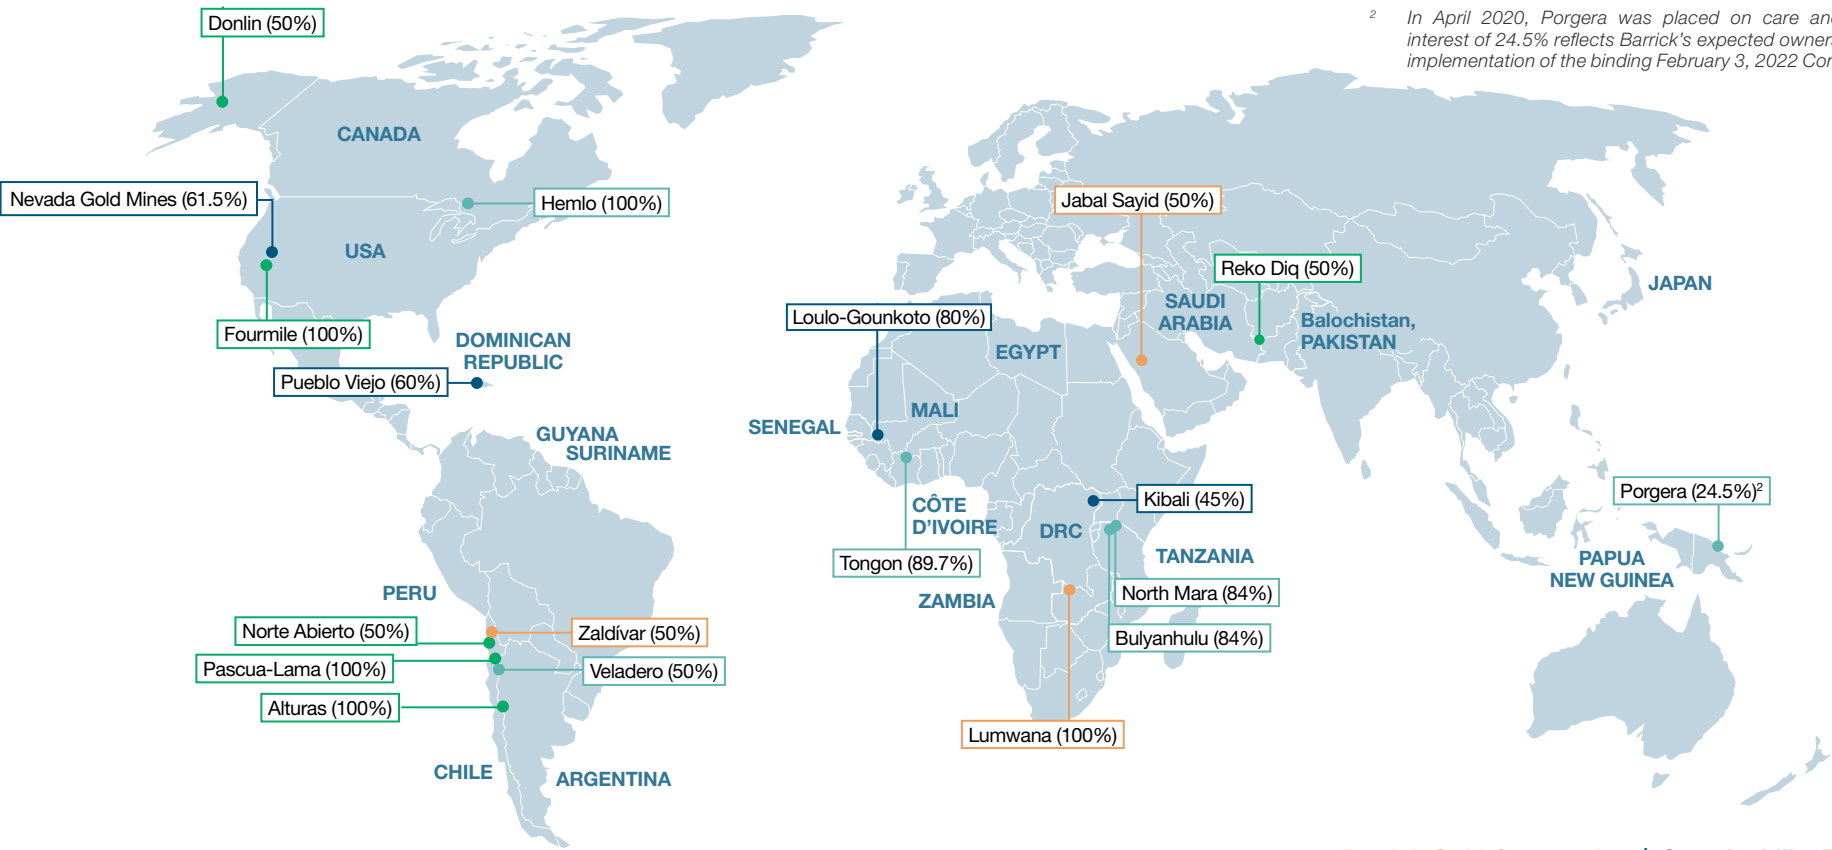 Donlin (50%)
2 In April 2020, Porgera was placed on care
interest of 24.5% reflects Barrick's expected
implementation of the binding February 3, 2022
CANADA
Nevada Gold Mines (61.5%)
Hemlo (100%)
USA
Fourmile (100%)
DOMINICAN
REPUBLIC
Pueblo Viejo (60%)
GUYANA
SURINAME
PERU
Norte Abierto (50%)
Zaldívar (50%)
Pascua-Lama (100%)
Veladero (50%)
Alturas (100%)
CHILE
ARGENTINA
Jabal Sayid (50%)
Reko Diq (50%)
SAUDI
ARABIA
Balochistan,
PAKISTAN
JAPAN
Loulo-Gounkoto (80%)
EGYPT
MALI
SENEGAL
CÔTE
D'IVOIRE
Kibali (45%)
DRC
Tongon (89.7%)
TANZANIA
ZAMBIA
North Mara (84%)
Bulyanhulu (84%)
Lumwana (100%)
Porgera (24.5%)2
PAPUA
NEW GUINEA